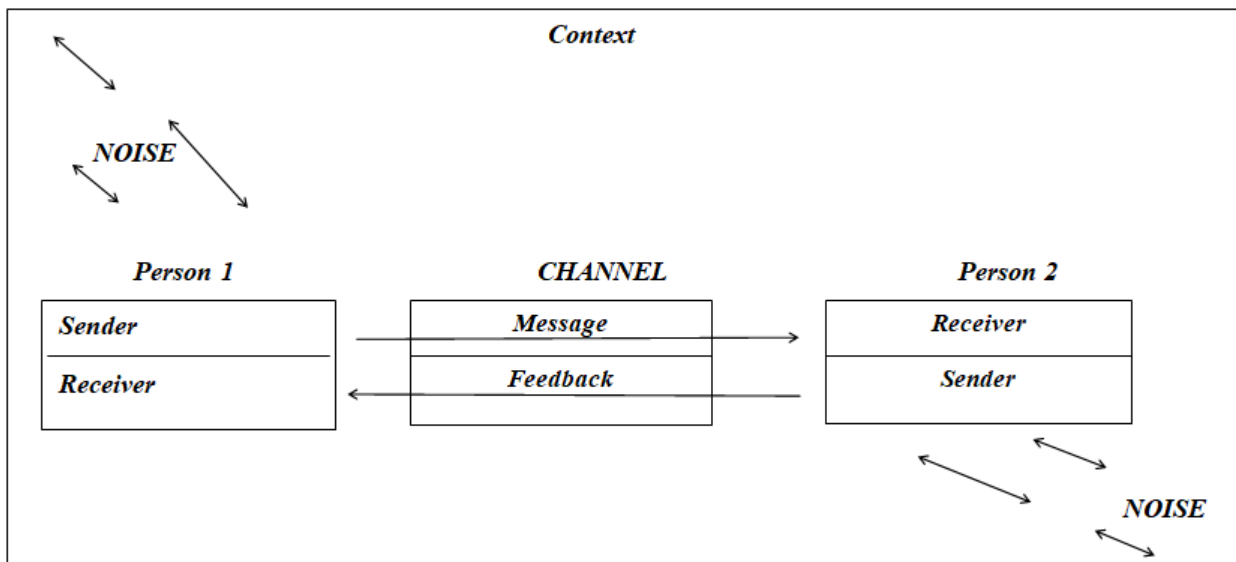 Context
NOISE
Person 1
CHANNEL
Person 2
Sender
Message
Receiver
Receiver
Feedback
Sender
NOISE